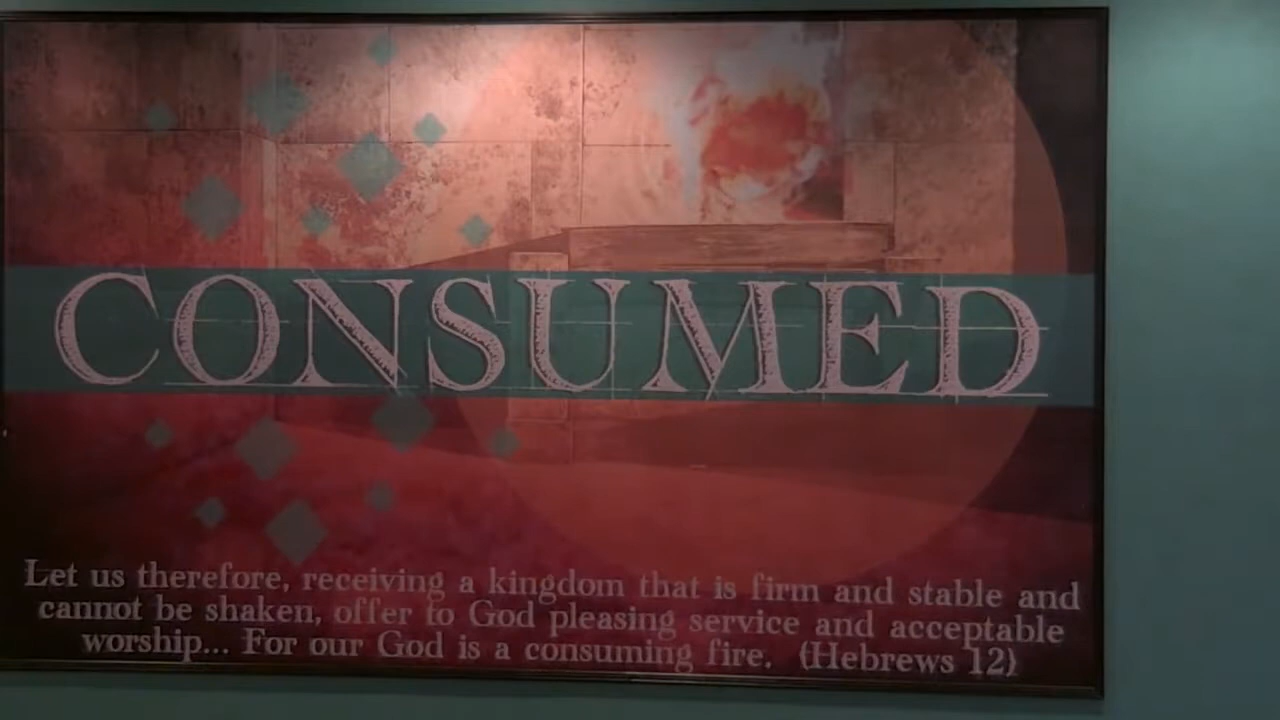 CONSUMED
Let us therefore, receiving a kingdom that is firm and stable and
cannot be shaken, offer to God pleasing service and acceptable
worship... For our God is a consuming fire. (Hebrews 12)